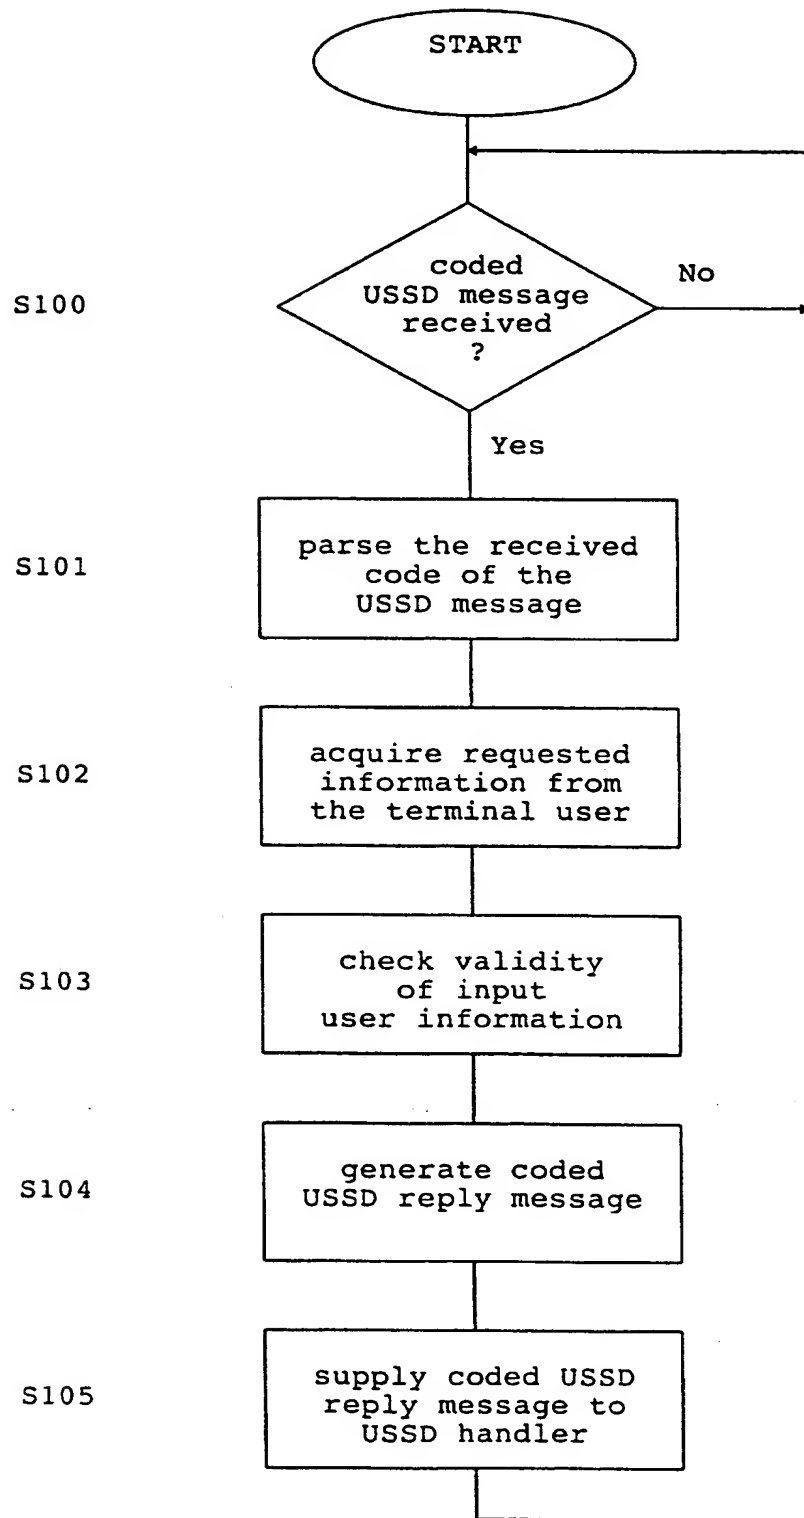 START
coded
USSD message
received
?
No
S100
Yes
S101
parse the received
code of the
USSD message
S102
acquire requested
information from
the terminal user
S103
check validity
of input
user information
S104
generate coded
USSD reply message
S105
supply coded USSD
reply message to
USSD handler